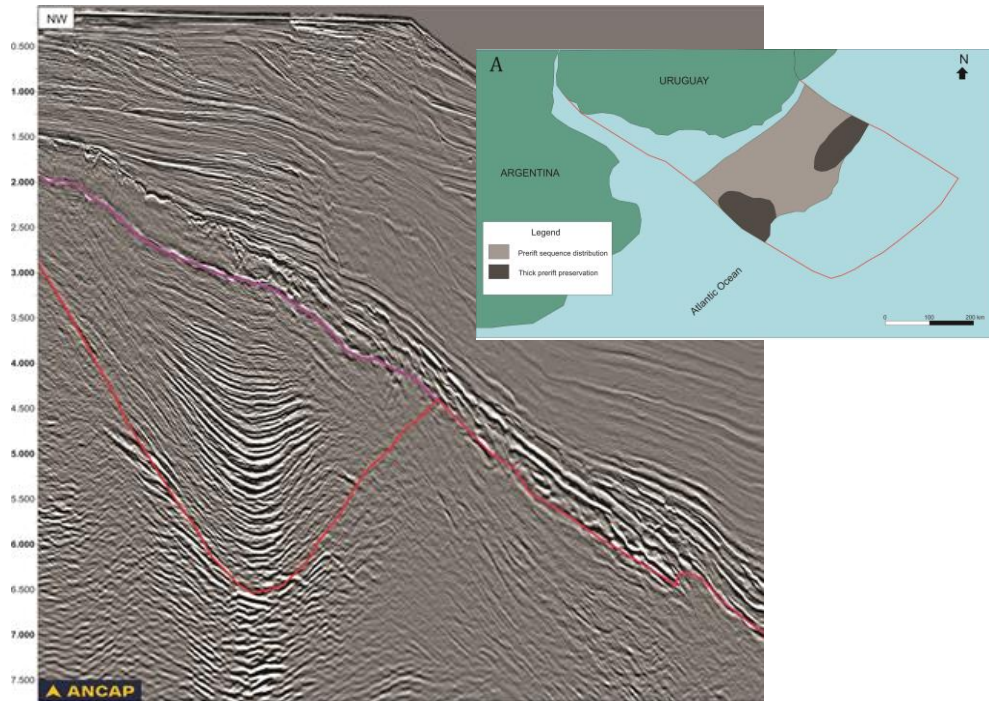 NW
0.500
1.000
1.500
2.000
2.500
3.000
3.500
4.000
4.500
5.000
5.500
6.000
6.500
7.000
7.500
ANCAP
A
URUGUAY
N
ARGENTINA
Legend
Prerift sequence distribution
Thick prerift preservation
Atlantic Ocean
0 100 200 km